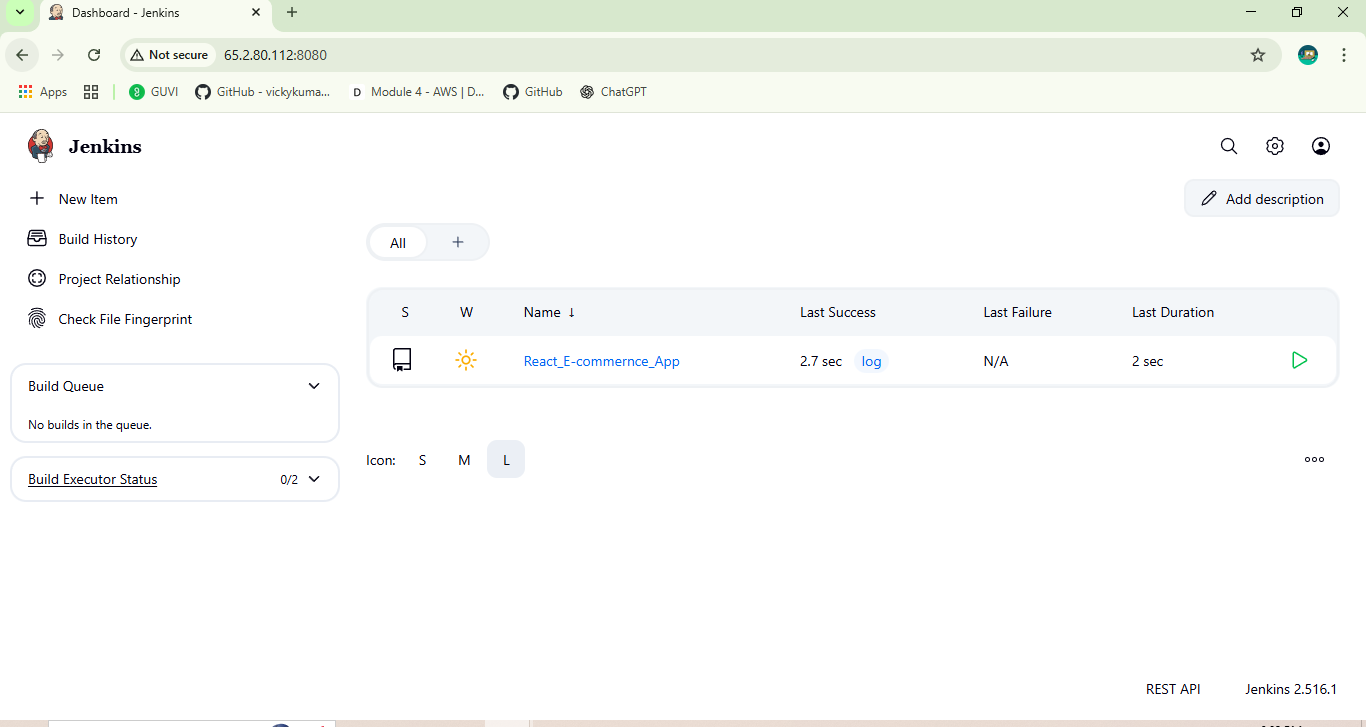 Dashboard - Jenkins
Not secure 65.2.80.112:8080
Apps GUVI GitHub - vickykuma... D Module 4 - AWS | D... GitHub ChatGPT
Jenkins
New Item
Build History
Project Relationship
Check File Fingerprint
Build Queue
No builds in the queue.
Build Executor Status 0/2
Add description
All +
S W Name ↓ Last Success Last Failure Last Duration
React_E-commernce_App 2.7 sec log N/A 2 sec
Icon: S M L
REST API Jenkins 2.516.1